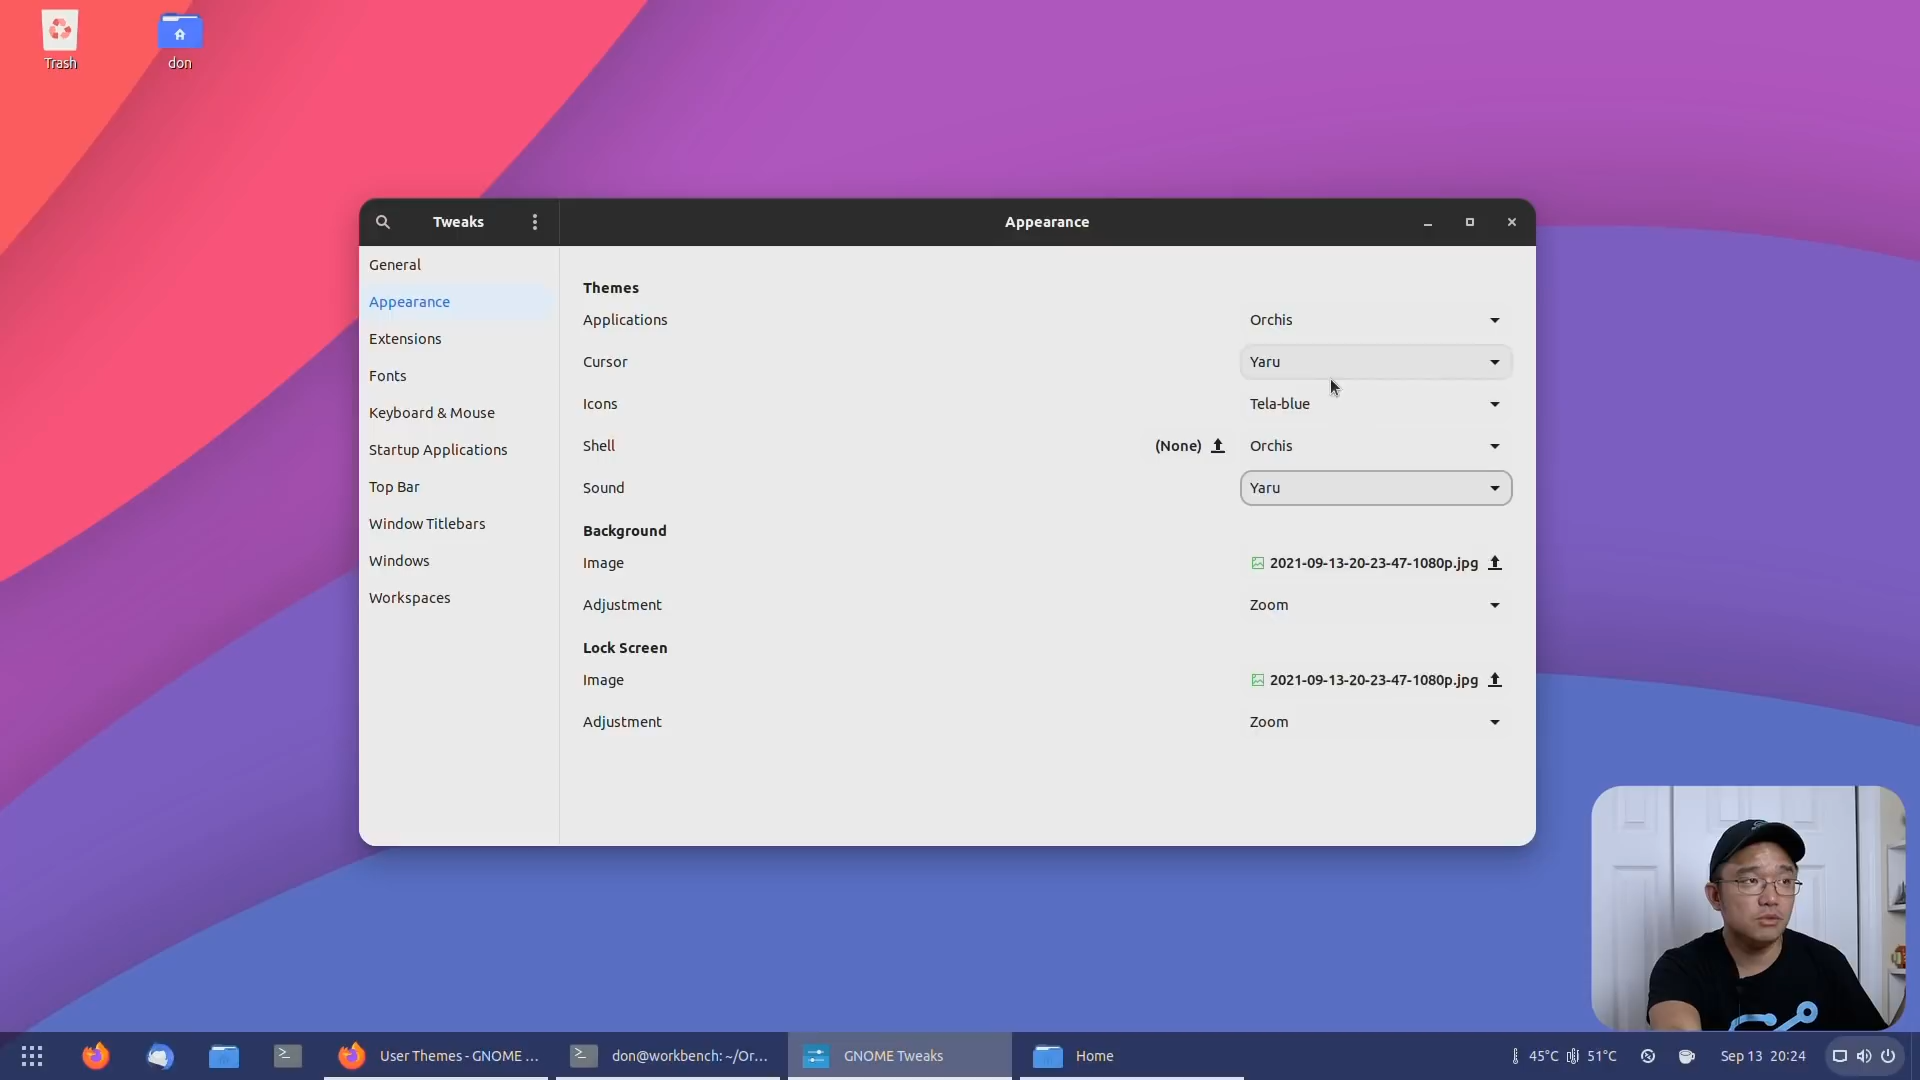 Trash
don
Tweaks
Appearance
General
Appearance
Extensions
Fonts
Keyboard & Mouse
Startup Applications
Top Bar
Window Titlebars
Windows
Workspaces
Themes
Applications
Orchis
Cursor
Yaru
Icons
Tela-blue
Shell
(None)
Orchis
Sound
Yaru
Background
Image
2021-09-13-20-23-47-1080p.jpg
Adjustment
Zoom
Lock Screen
Image
2021-09-13-20-23-47-1080p.jpg
Adjustment
Zoom
User Themes - GNOME ...
don@workbench: ~/Or...
GNOME Tweaks
Home
45°C
51°C
Sep 13 20:24